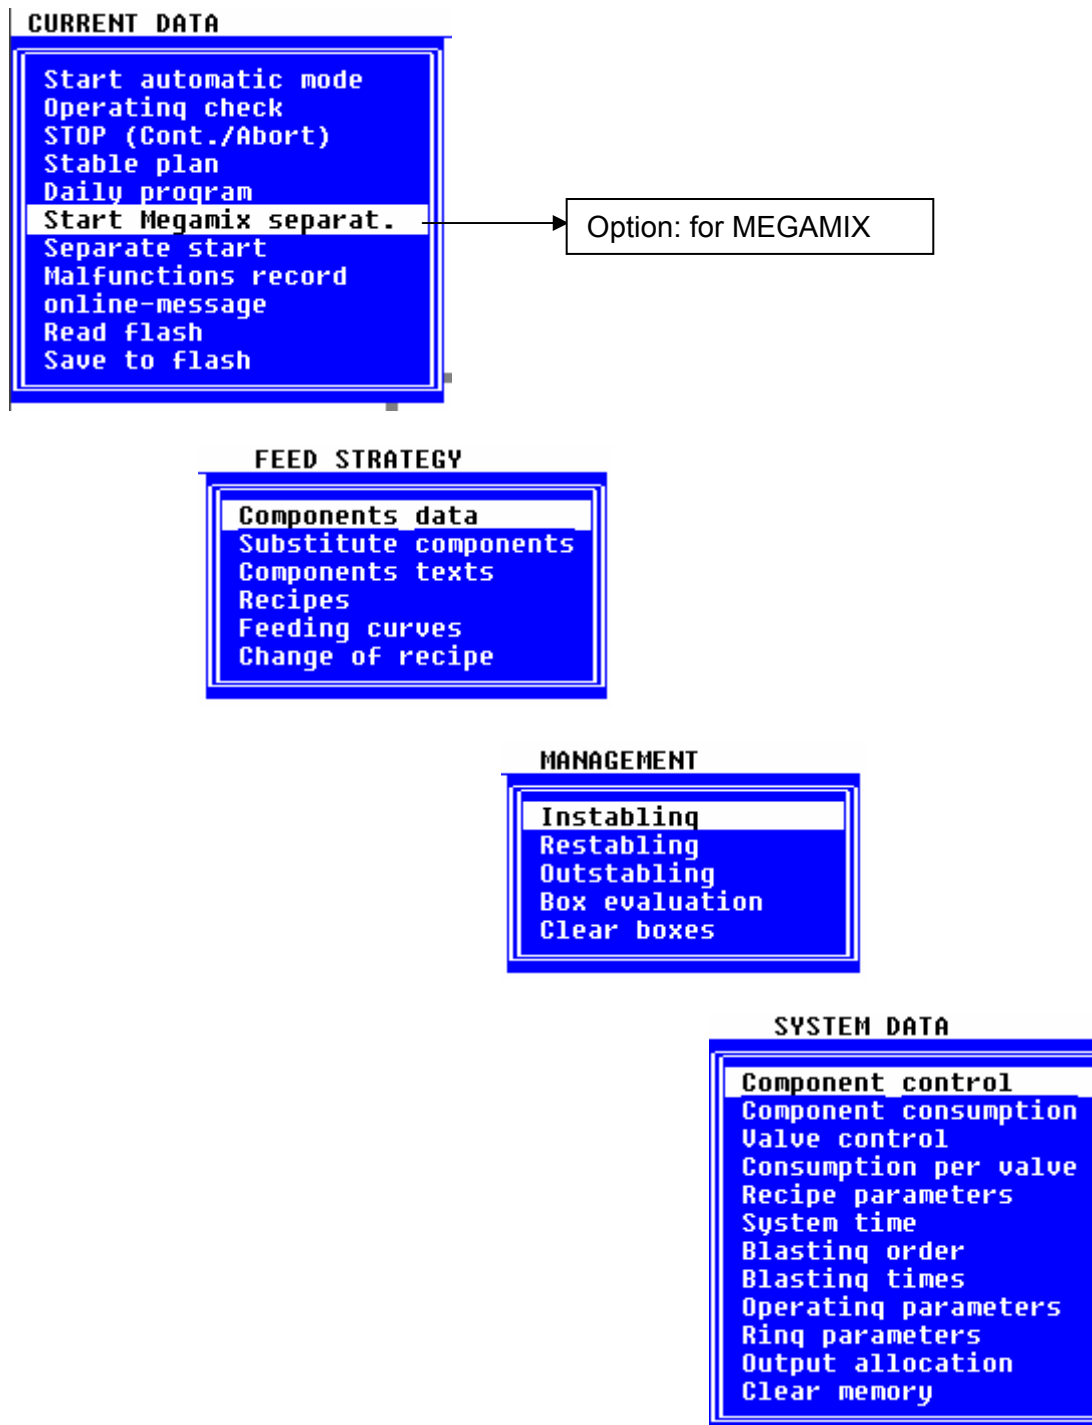 CURRENT DATA
Start automatic mode
Operating check
STOP (Cont./Abort)
Stable plan
Daily program
Start Megamix separat.
Option: for MEGAMIX
Separate start
Malfunctions record
online-message
Read flash
Save to flash
FEED STRATEGY
Components data
Substitute components
Components texts
Recipes
Feeding curves
Change of recipe
MANAGEMENT
Instabling
Restabling
Outstabling
Box evaluation
Clear boxes
SYSTEM DATA
Component control
Component consumption
Valve control
Consumption per valve
Recipe parameters
System time
Blasting order
Blasting times
Operating parameters
Ring parameters
Output allocation
Clear memory